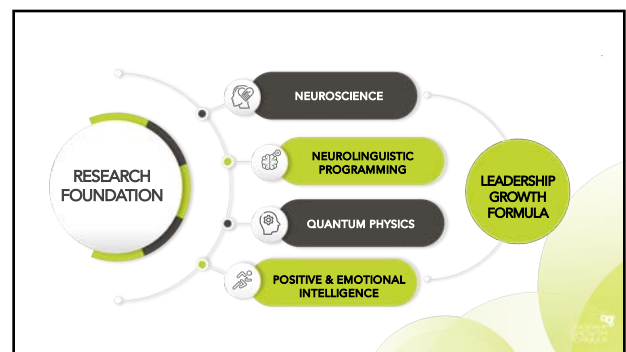 RESEARCH
FOUNDATION
NEUROSCIENCE
NEUROLINGUISTIC
PROGRAMMING
QUANTUM PHYSICS
POSITIVE & EMOTIONAL
INTELLIGENCE
LEADERSHIP
GROWTH
FORMULA